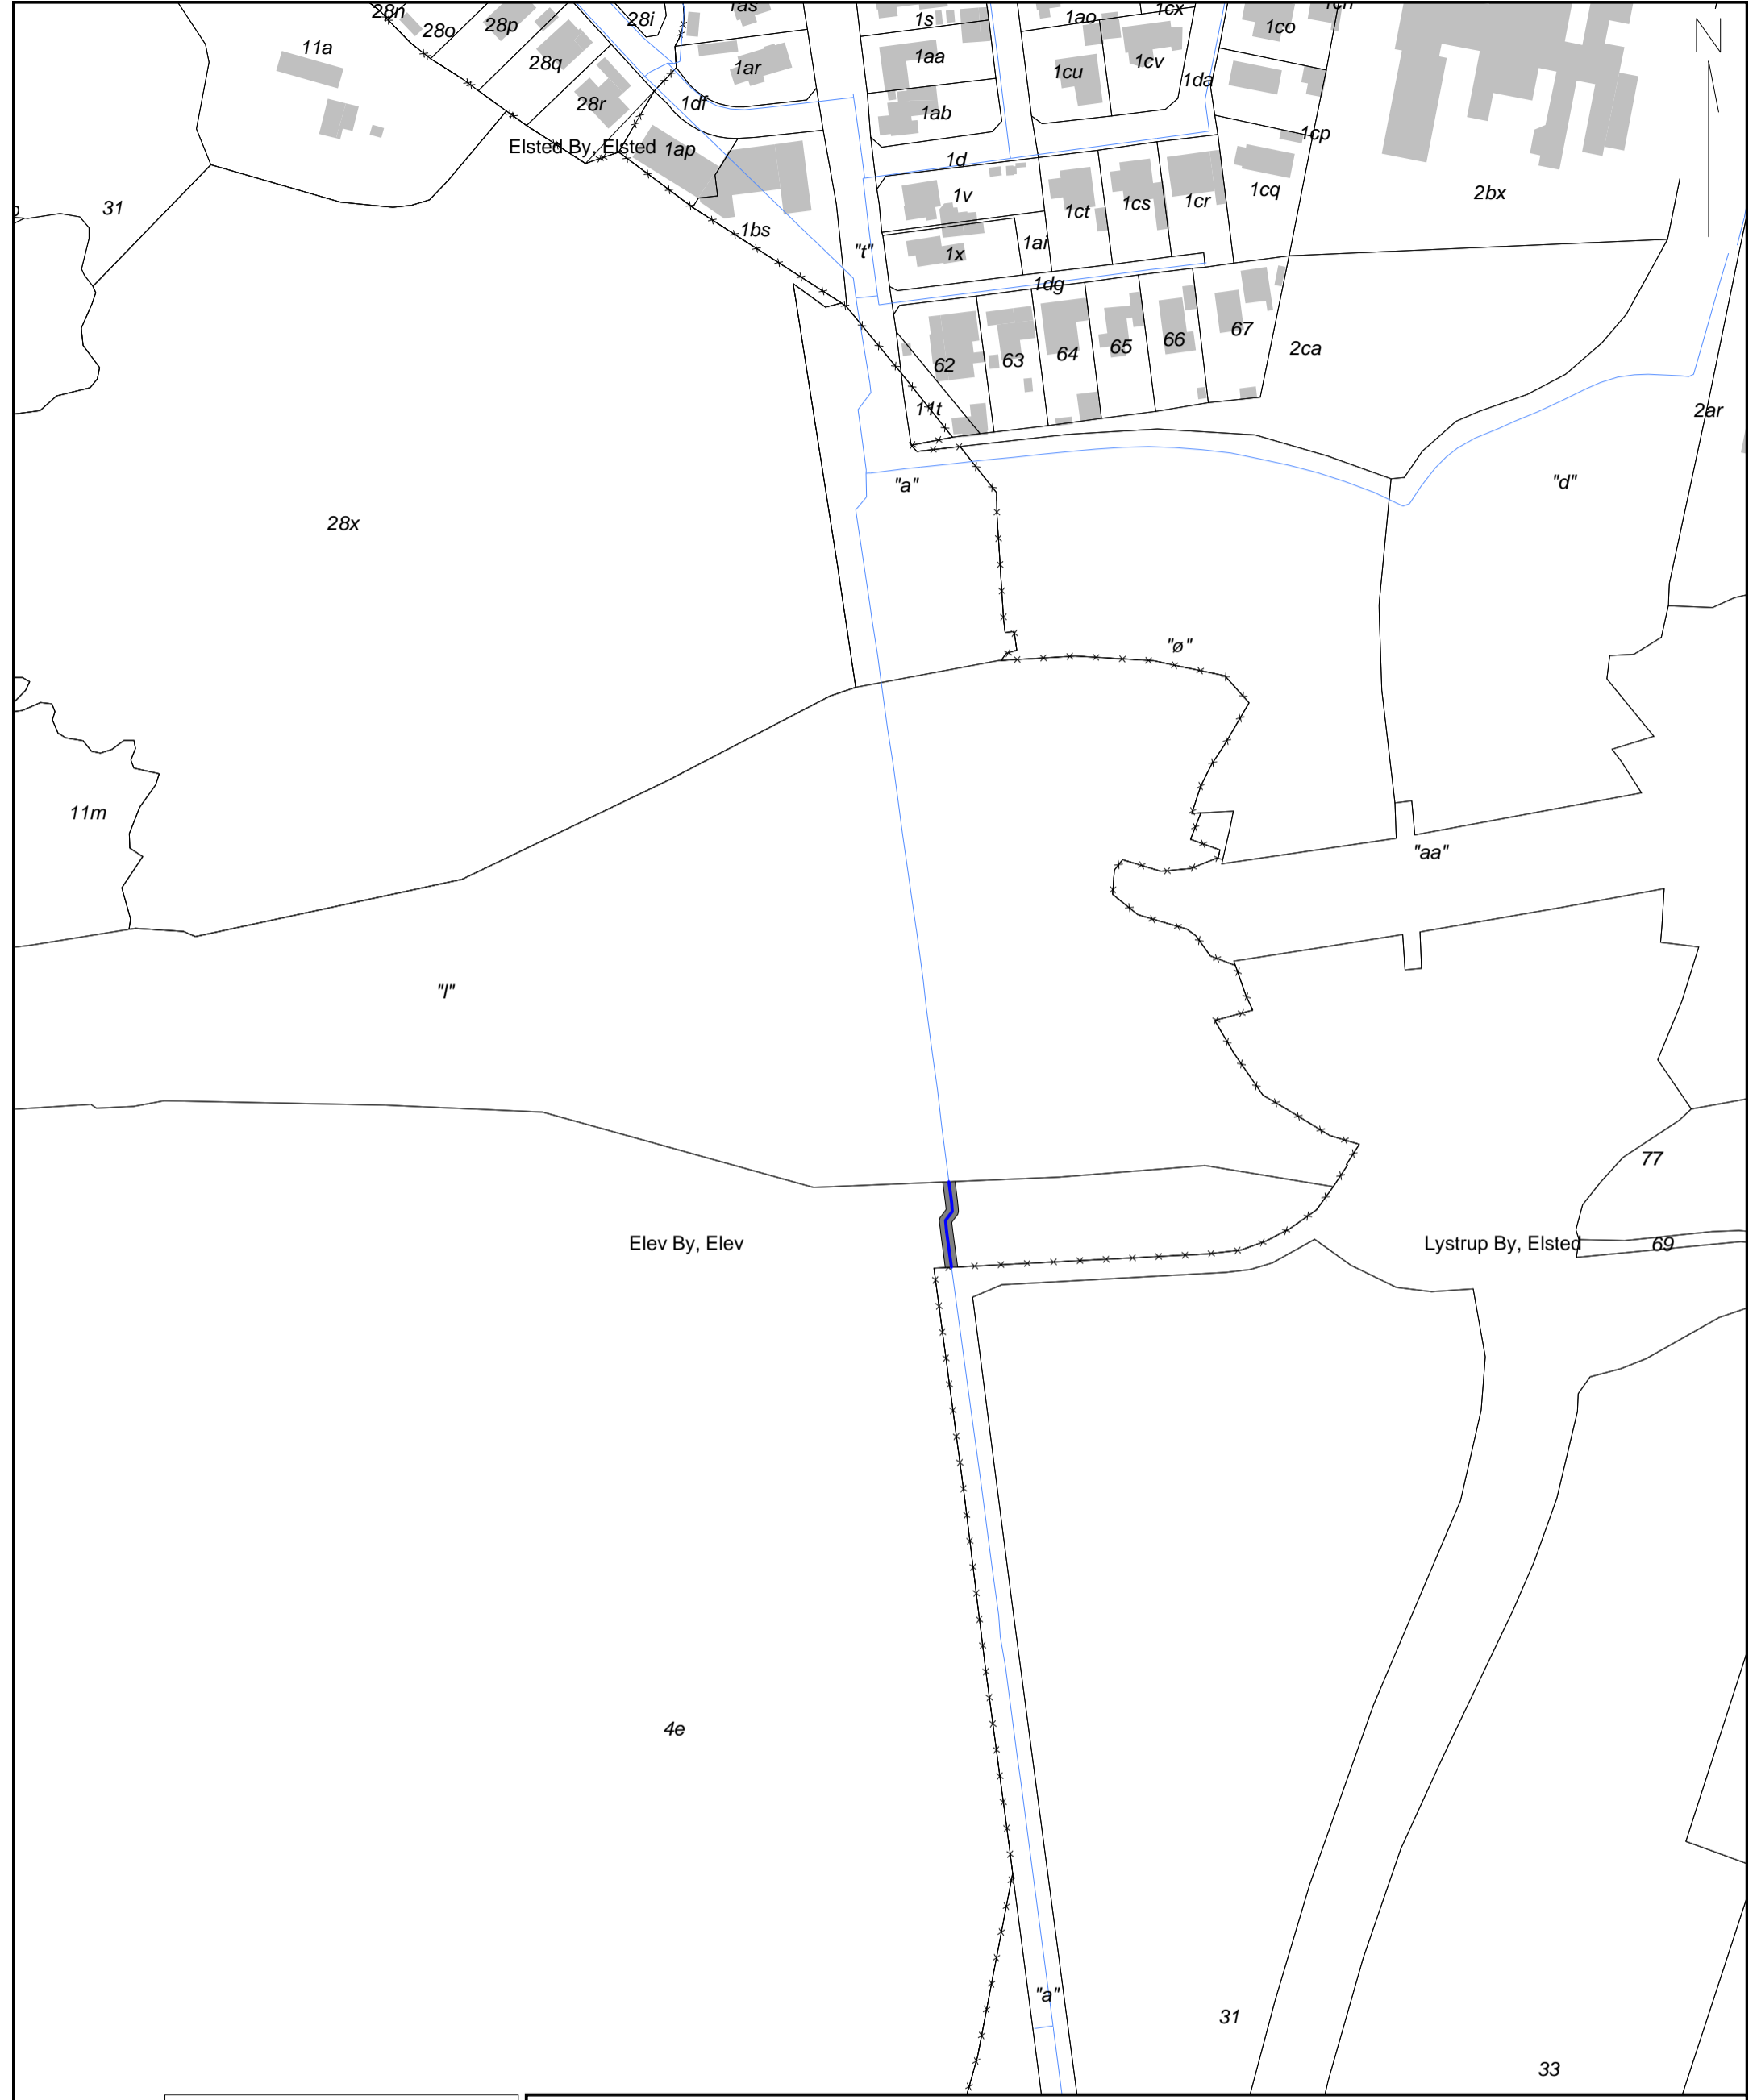 28n
28o
28p
28i
1as
1s
1ao
1cx
1co
11a
28q
1ar
1aa
1cu
1cv
N
28r
1df
1ab
1da
Elsted By, Elsted
1ap
1d
1cp
31
1bs
1v
1ct
1cs
1cr
1cq
2bx
"t"
1x
1ai
1dg
62
63
64
65
66
67
2ca
11t
2ar
"a"
"d"
28x
"ø"
11m
"aa"
"l"
77
Elev By, Elev
Lystrup By, Elsted
69
4e
"a"
31
33